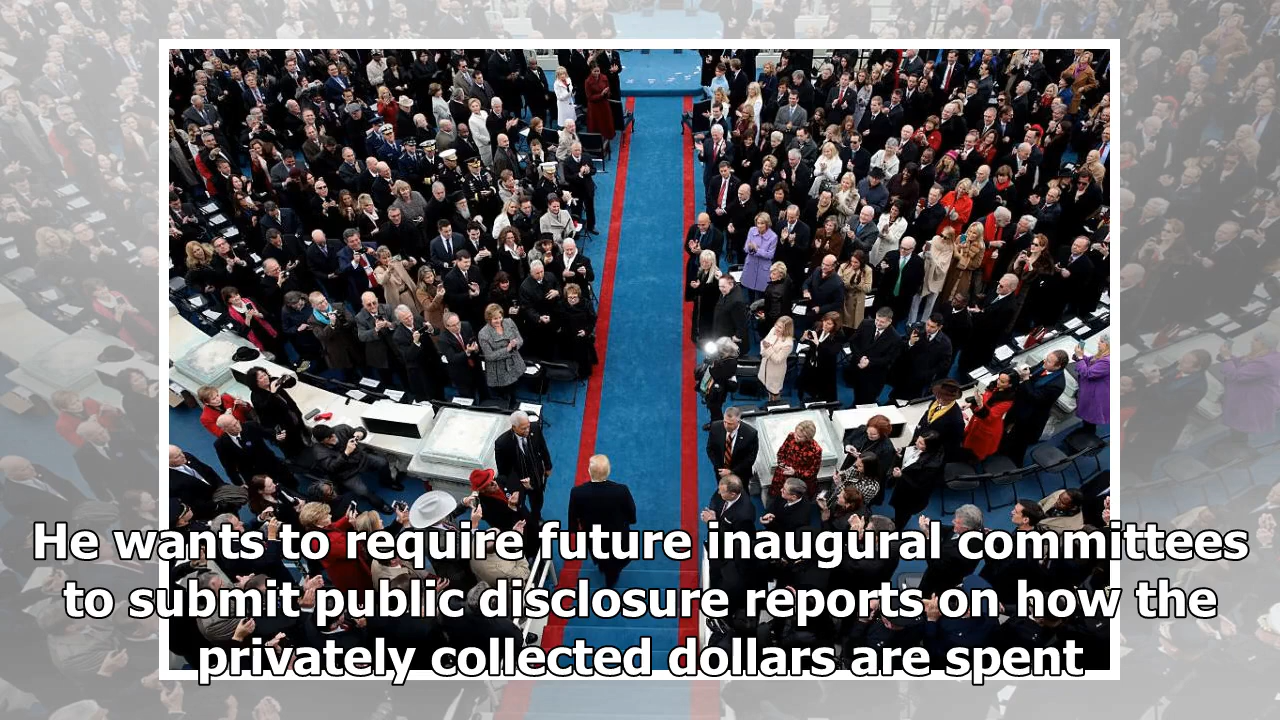 He wants to require future inaugural committees
to submit public disclosure reports on how the
privately collected dollars are spent